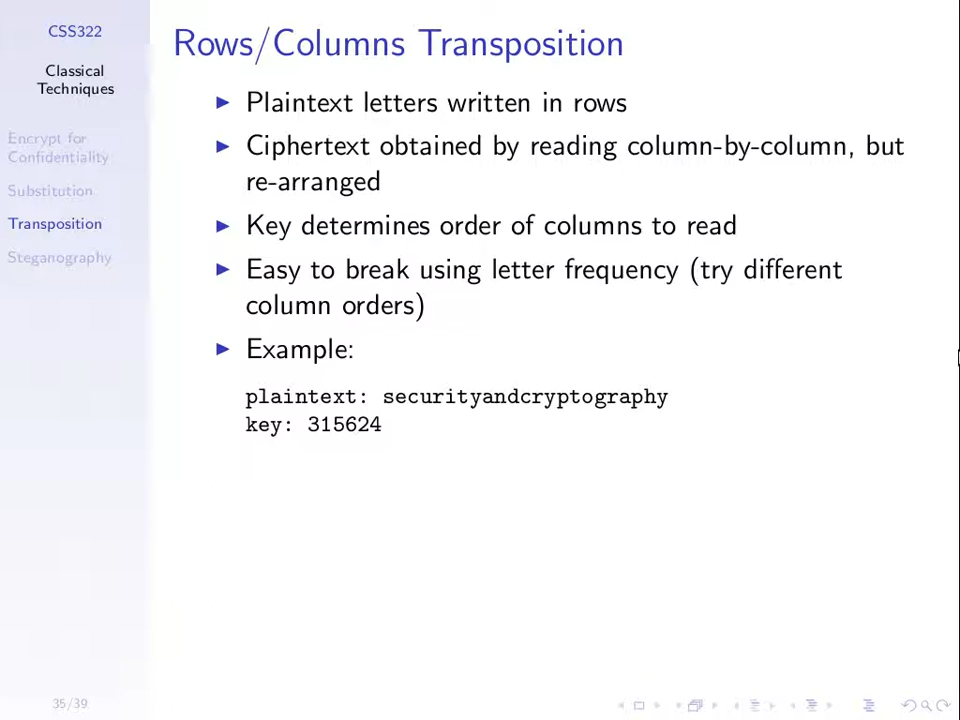 CSS322
Classical
Techniques
Encrypt for
Confidentiality
Substitution
Transposition
Steganography
Rows/Columns Transposition
Plaintext letters written in rows
Ciphertext obtained by reading column-by-column, but
re-arranged
Key determines order of columns to read
Easy to break using letter frequency (try different
column orders)
Example:
plaintext: securityandcryptography
key: 315624
35/39